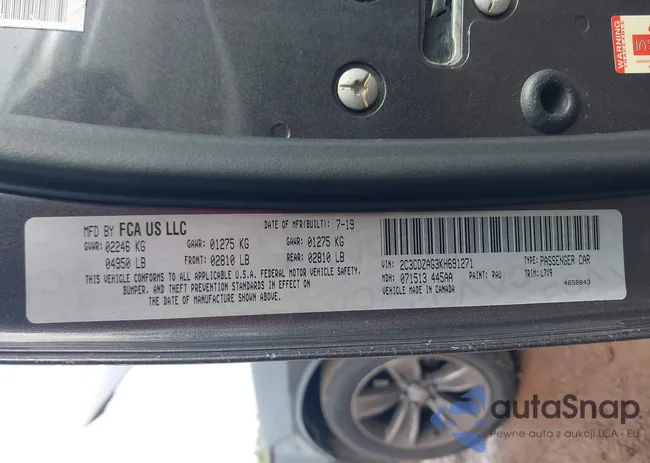 WARNING
MFD BY FCA US LLC
DATE OF MFR(BUILT): 7-19
GVWR: 02246 KG
GAWR: 01275 KG
GAWR: 01275 KG
04950 LB
FRONT: 02810 LB
REAR: 02810 LB
THIS VEHICLE CONFORMS TO ALL APPLICABLE U.S.A. FEDERAL MOTOR VEHICLE SAFETY,
BUMPER, AND THEFT PREVENTION STANDARDS IN EFFECT ON
THE DATE OF MANUFACTURE SHOWN ABOVE.
VIN: 2C3CDZAG3KH691271
TYPE: PASSENGER CAR
MDH: 071513 445AA
PAINT: PAU
TRIM: L7X9
VEHICLE MADE IN CANADA
4658843
autaSnap
Pewne auta z aukcji USA i EU